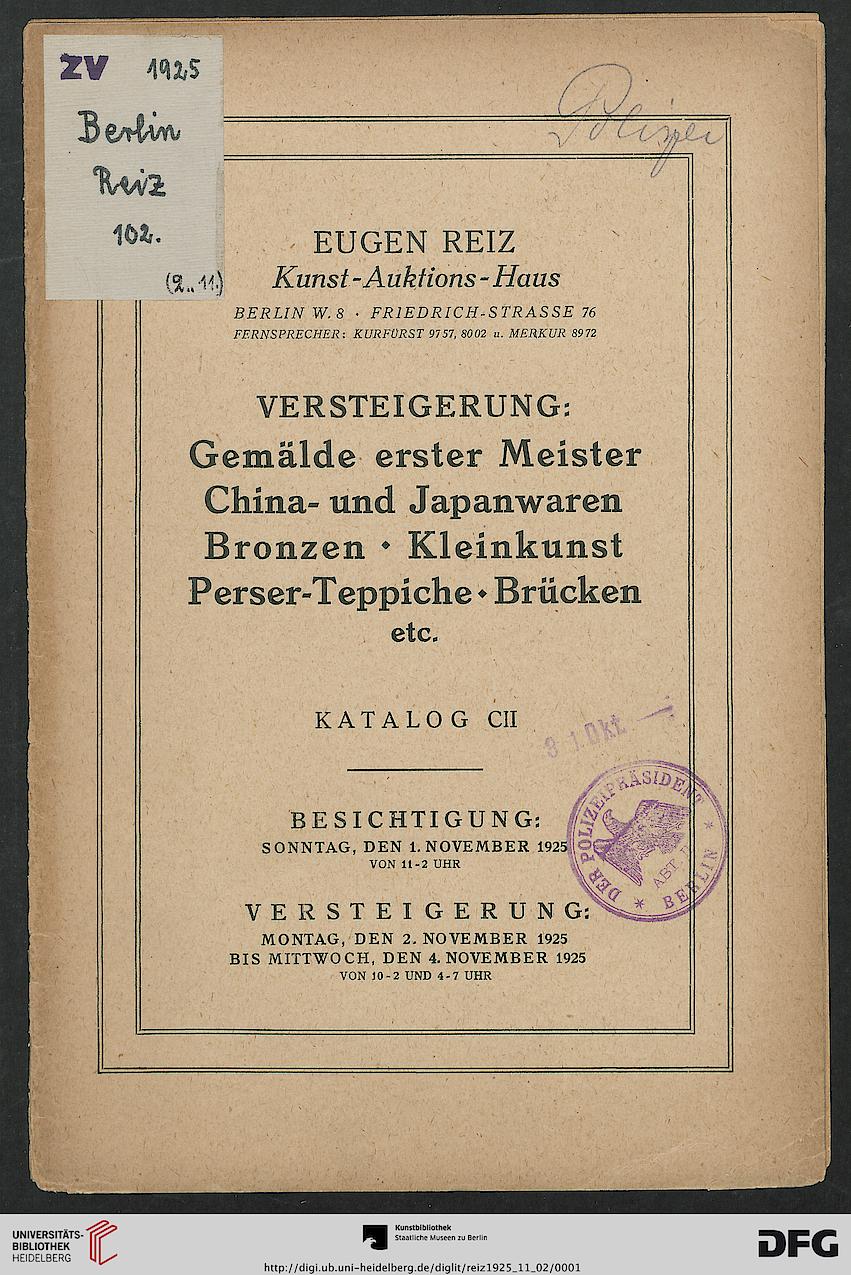 ZV 1925
Berlin
Reiz
102.
(2..11.)
EUGEN REIZ
Kunst-Auktions-Haus
BERLIN W. 8 · FRIEDRICH-STRASSE 76
FERNSPRECHER: KURFÜRST 9757, 8002 u. MERKUR 8972
VERSTEIGERUNG:
Gemälde erster Meister
China- und Japanwaren
Bronzen • Kleinkunst
Perser-Teppiche • Brücken
etc.
KATALOG CII
31 Okt
BESICHTIGUNG:
SONNTAG, DEN 1. NOVEMBER 1925
VON 11-2 UHR
DER POLIZEIPRÄSIDENT
ABT.
* BERLIN *
VERSTEIGERUNG:
MONTAG, DEN 2. NOVEMBER 1925
BIS MITTWOCH, DEN 4. NOVEMBER 1925
VON 10-2 UND 4-7 UHR
UNIVERSITÄTS-
BIBLIOTHEK
HEIDELBERG
Kunstbibliothek
Staatliche Museen zu Berlin
DFG
http://digi.ub.uni-heidelberg.de/diglit/reiz1925_11_02/0001